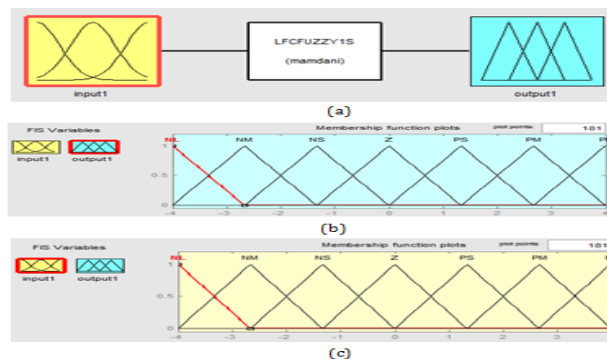 LFCFUZZY1S
(mamdani)
input1
output1
(a)
FIS Variables
Membership function plots
plot points:
181
NL NM NS Z PS PM
input1
output1
1
0.5
0
-4 -3 -2 -1 0 1 2 3 4
(b)
FIS Variables
Membership function plots
plot points:
181
NL NM NS Z PS PM
input1
output1
1
0.5
0
-4 -3 -2 -1 0 1 2 3
(c)